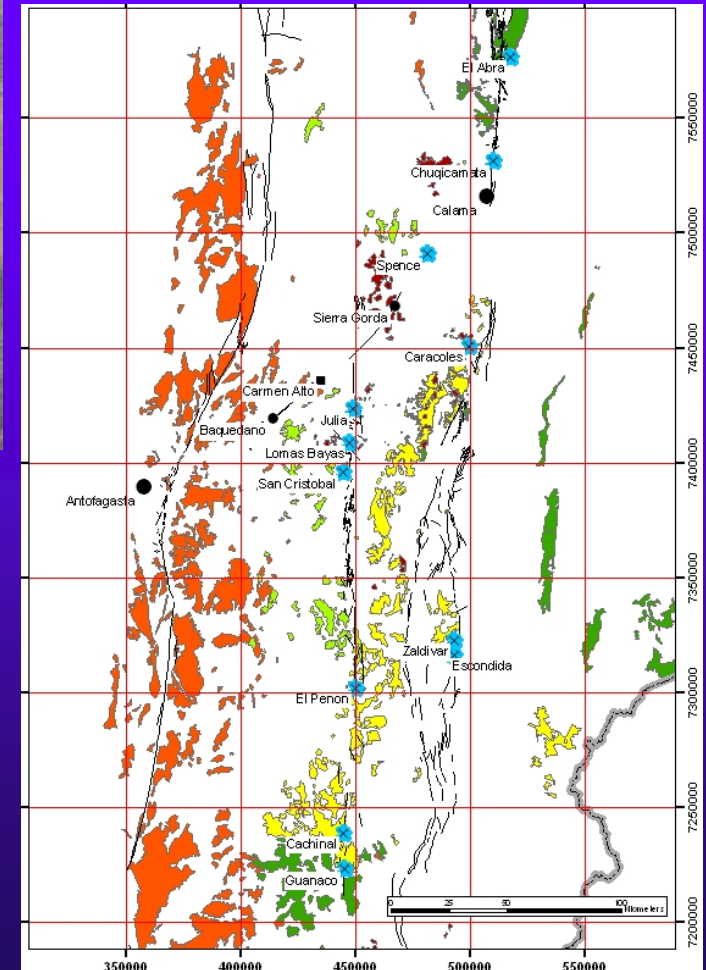 El Abra
7550000
Chuqicamata
Calama
7500000
Spence
Sierra Gorda
7450000
Caracoles
Carmen Alto
Julia
Baquedano
Lomas Bayas
7400000
San Cristobal
Antofagasta
7350000
Zaldivar
Escondida
7300000
El Penon
7250000
Cachinal
Guanaco
0 25 50 100
Kilometers
7200000
350000 400000 450000 500000 550000